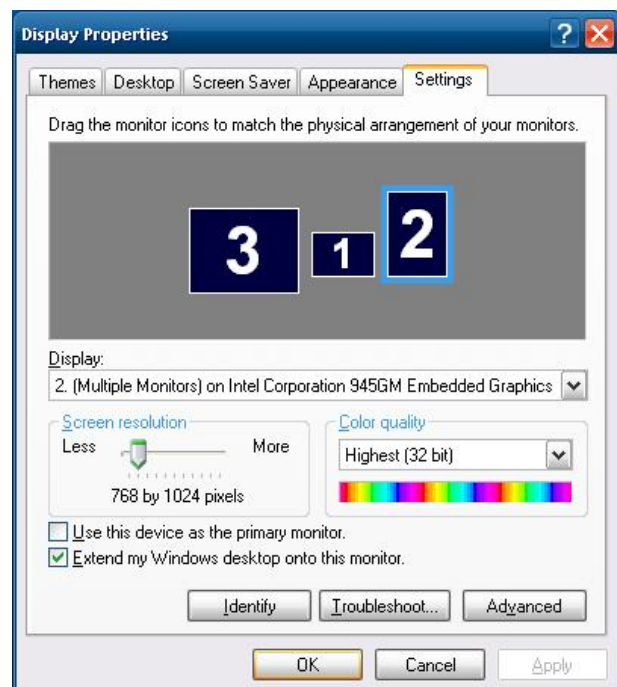 Display Properties
Themes Desktop Screen Saver Appearance Settings
Drag the monitor icons to match the physical arrangement of your monitors.
3 1 2
Display:
2. (Multiple Monitors) on Intel Corporation 945GM Embedded Graphics
Screen resolution
Less More
768 by 1024 pixels
Color quality
Highest (32 bit)
Use this device as the primary monitor.
Extend my Windows desktop onto this monitor.
Identify Troubleshoot... Advanced
OK Cancel Apply